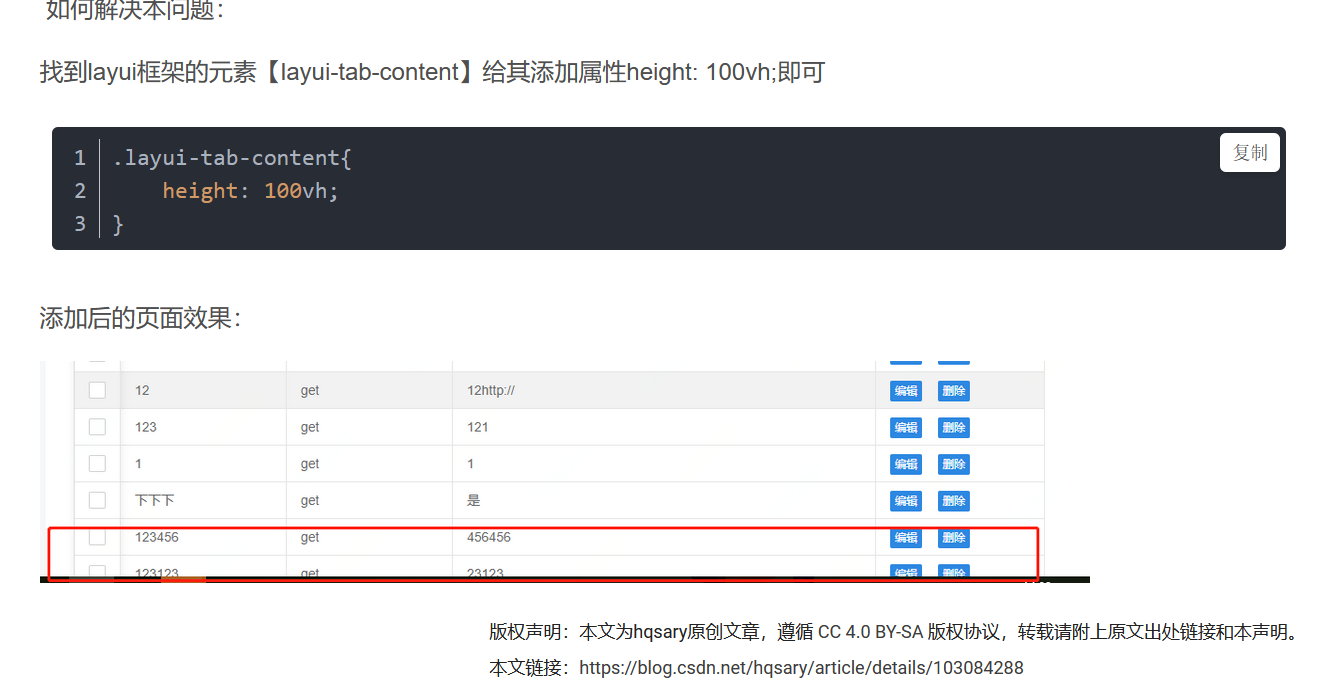 如何解决本问题：
找到layui框架的元素【layui-tab-content】给其添加属性height: 100vh;即可
复制
1 .layui-tab-content{
2 height: 100vh;
3 }
添加后的页面效果：
12 get 12http:// 编辑 删除
123 get 121 编辑 删除
1 get 1 编辑 删除
下下下 get 是 编辑 删除
123456 get 456456 编辑 删除
123123 get 23123 编辑 删除
版权声明：本文为hqsary原创文章，遵循 CC 4.0 BY-SA 版权协议，转载请附上原文出处链接和本声明。
本文链接：https://blog.csdn.net/hqsary/article/details/103084288